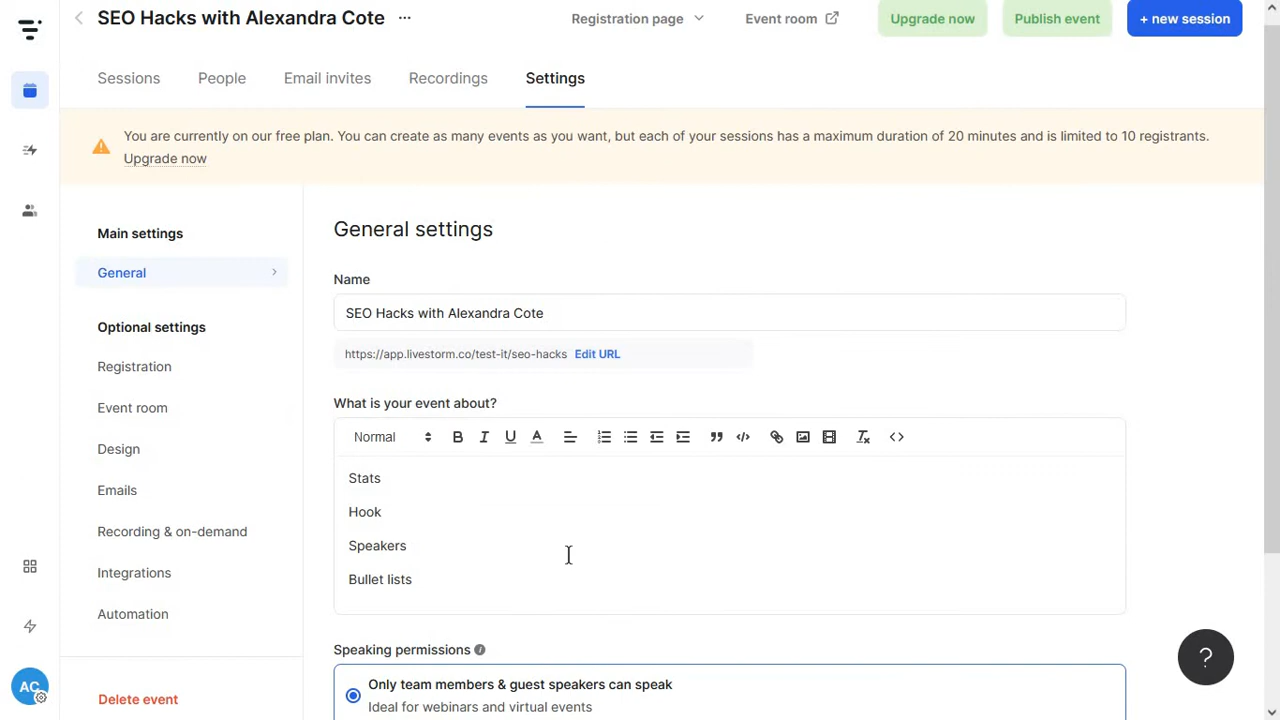 SEO Hacks with Alexandra Cote ...
Registration page
Event room
Upgrade now
Publish event
+ new session
Sessions
People
Email invites
Recordings
Settings
You are currently on our free plan. You can create as many events as you want, but each of your sessions has a maximum duration of 20 minutes and is limited to 10 registrants.
Upgrade now
Main settings
General
Optional settings
Registration
Event room
Design
Emails
Recording & on-demand
Integrations
Automation
Delete event
AC
General settings
Name
SEO Hacks with Alexandra Cote
https://app.livestorm.co/test-it/seo-hacks Edit URL
What is your event about?
Normal
Stats
Hook
Speakers
Bullet lists
Speaking permissions
Only team members & guest speakers can speak
Ideal for webinars and virtual events
?